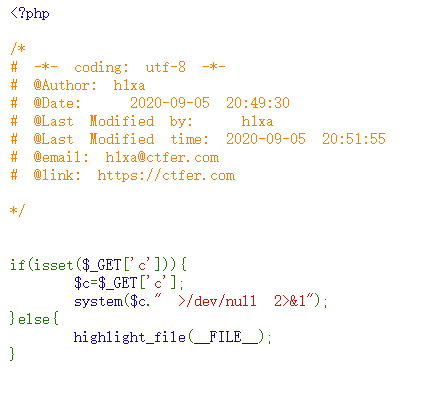 <?php
/*
# -*- coding: utf-8 -*-
# @Author: h1xa
# @Date:   2020-09-05 20:49:30
# @Last Modified by:   h1xa
# @Last Modified time: 2020-09-05 20:51:55
# @email: h1xa@ctfer.com
# @link: https://ctfer.com
*/
if(isset($_GET['c'])){
    $c=$_GET['c'];
    system($c." >/dev/null 2>&1");
}else{
    highlight_file(__FILE__);
}